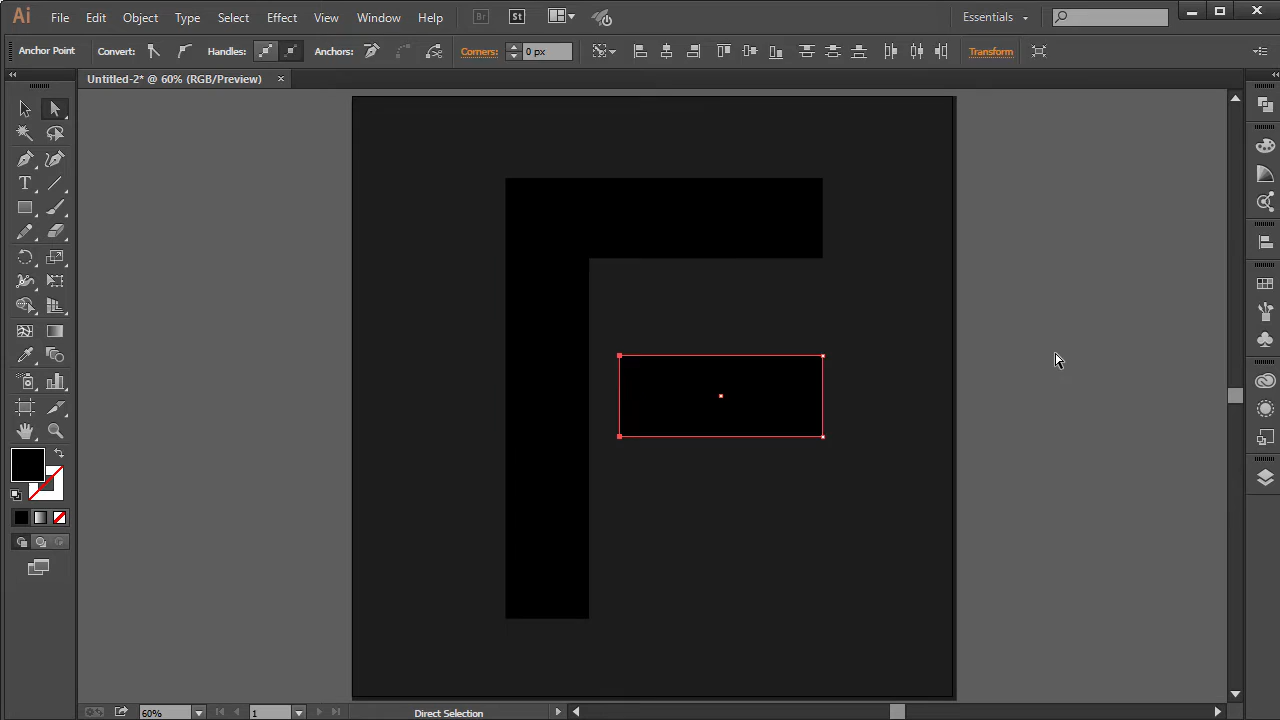 Ai File Edit Object Type Select Effect View Window Help Br St Essentials
Anchor Point Convert: Handles: Anchors: Corners: 0 px Transform
Untitled-2* @ 60% (RGB/Preview) ×
T
60% 1 Direct Selection